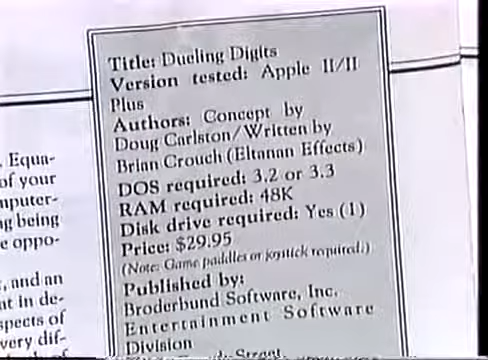 Title: Dueling Digits
Version tested: Apple II/II
Plus
Authors: Concept by
Doug Carlston/Written by
Brian Crouch (Eltanan Effects)
DOS required: 3.2 or 3.3
RAM required: 48K
Disk drive required: Yes (1)
Price: $29.95
(Note: Game paddles or joystick required.)
Published by:
Broderbund Software, Inc.
Entertainment Software
Division
. Equa-
of your
mputer-
ng being
e oppo-
, and an
at in de-
spects of
very dif-